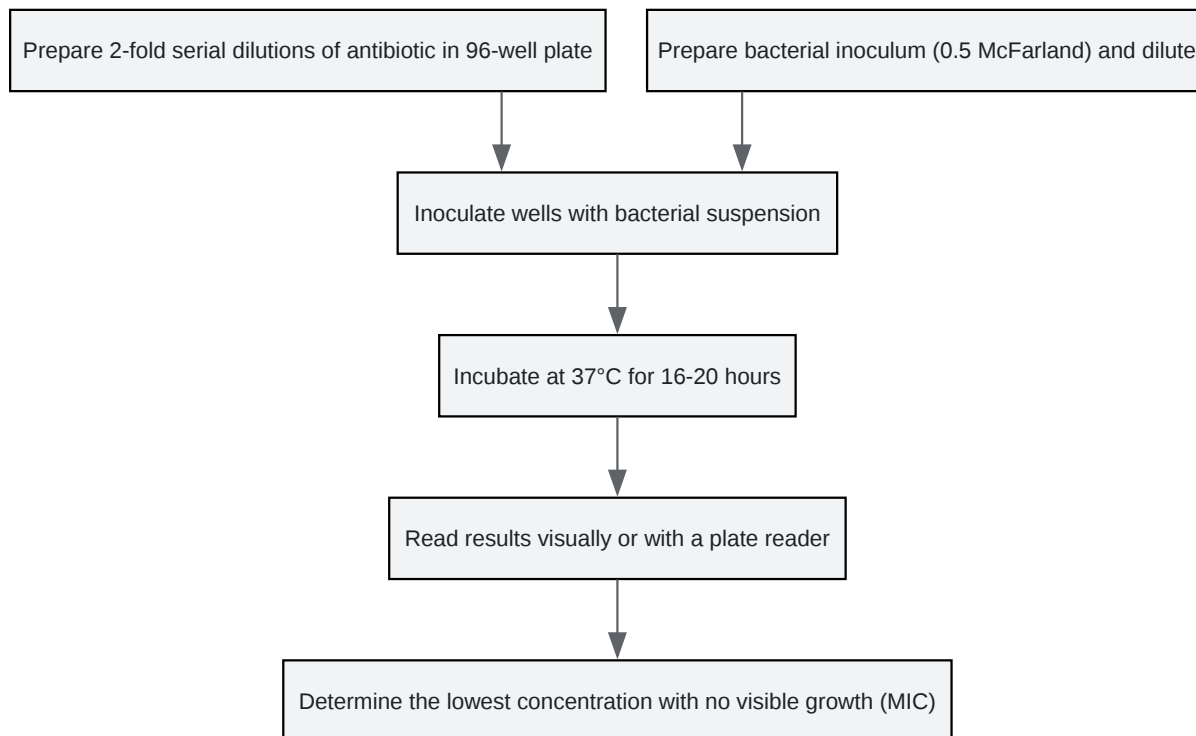 Prepare 2-fold serial dilutions of antibiotic in 96-well plate
Prepare bacterial inoculum (0.5 McFarland) and dilute
Inoculate wells with bacterial suspension
Incubate at 37°C for 16-20 hours
Read results visually or with a plate reader
Determine the lowest concentration with no visible growth (MIC)